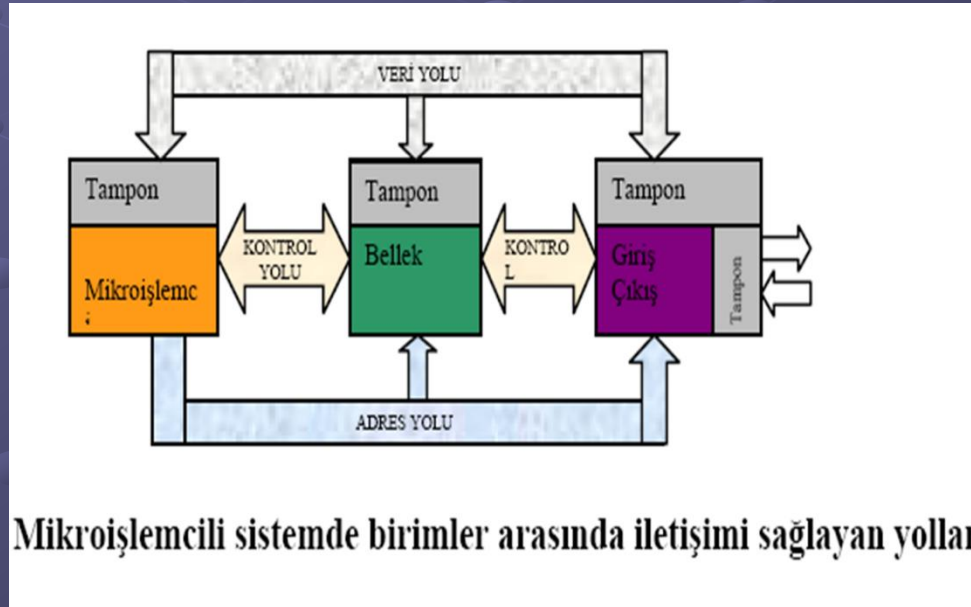 VERİ YOLU
Tampon
Tampon
Tampon
KONTROL
YOLU
KONTRO
L
Mikroişlemc
Bellek
Giriş
Çıkış
Tampon
ADRES YOLU
Mikroişlemcili sistemde birimler arasında iletişimi sağlayan yollar